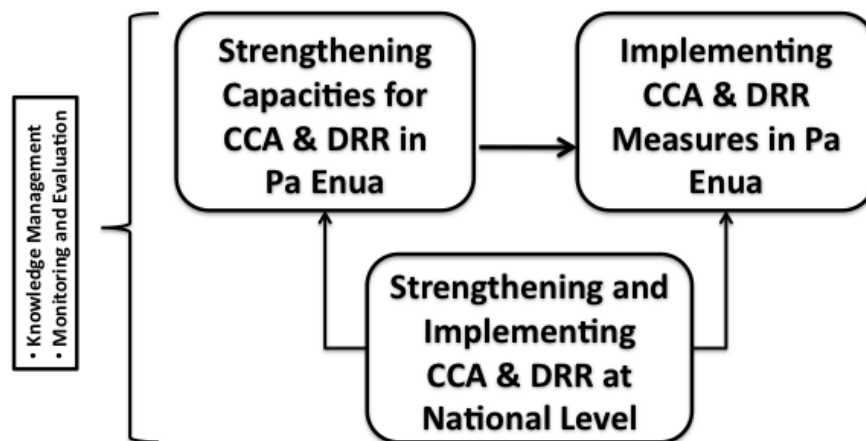 • Knowledge Management
• Monitoring and Evaluation
Strengthening
Capacities for
CCA & DRR in
Pa Enua
Implementing
CCA & DRR
Measures in Pa
Enua
Strengthening and
Implementing
CCA & DRR at
National Level